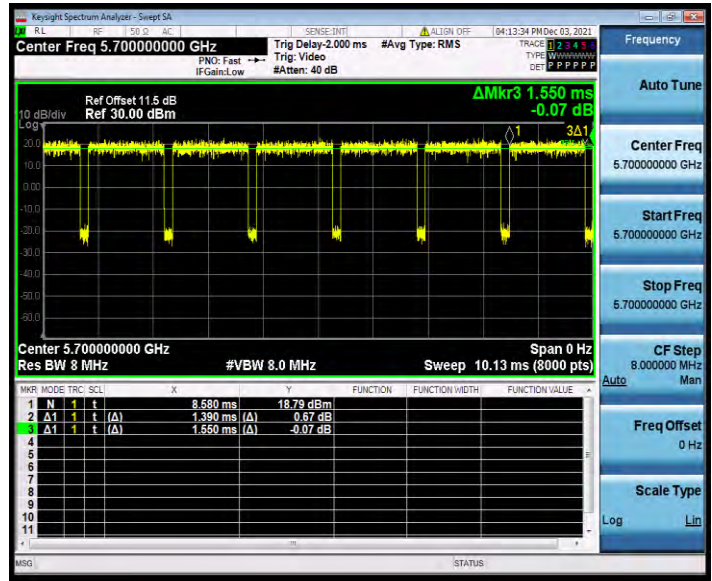 Keysight Spectrum Analyzer - Swept SA
RL RF 50 Ω AC SENSE:INT ALIGN OFF 04:13:34 PM Dec 03, 2021
Center Freq 5.700000000 GHz
PNO: Fast
IFGain:Low
Trig Delay-2.000 ms
Trig: Video
#Atten: 40 dB
#Avg Type: RMS
TRACE 1 2 3 4 5 6
TYPE WWWWWW
DET P P P P P P
ΔMkr3 1.550 ms
-0.07 dB
Ref Offset 11.5 dB
10 dB/div Ref 30.00 dBm
Log
1 3Δ1
20.0
10.0
0.00
-10.0
-20.0
-30.0
-40.0
-50.0
-60.0
Center 5.700000000 GHz Span 0 Hz
Res BW 8 MHz #VBW 8.0 MHz Sweep 10.13 ms (8000 pts)
MKR MODE TRC SCL X Y FUNCTION FUNCTION WIDTH FUNCTION VALUE
1 N 1 t 8.580 ms 18.79 dBm
2 Δ1 1 t (Δ) 1.390 ms (Δ) 0.67 dB
3 Δ1 1 t (Δ) 1.550 ms (Δ) -0.07 dB
4
5
6
7
8
9
10
11
MSG STATUS
Frequency
Auto Tune
Center Freq
5.700000000 GHz
Start Freq
5.700000000 GHz
Stop Freq
5.700000000 GHz
CF Step
8.000000 MHz
Auto Man
Freq Offset
0 Hz
Scale Type
Log Lin